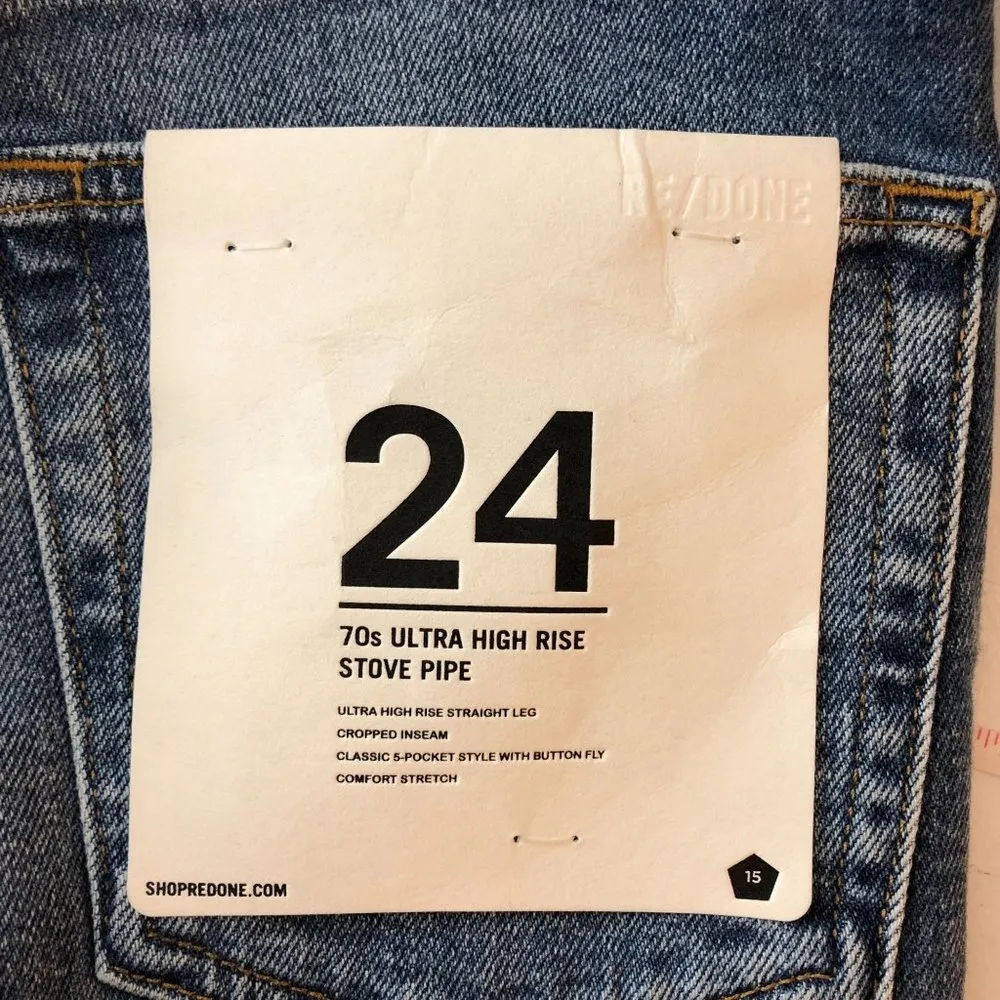 RE/DONE
24
70s ULTRA HIGH RISE
STOVE PIPE
ULTRA HIGH RISE STRAIGHT LEG
CROPPED INSEAM
CLASSIC 5-POCKET STYLE WITH BUTTON FLY
COMFORT STRETCH
SHOPREDONE.COM
15